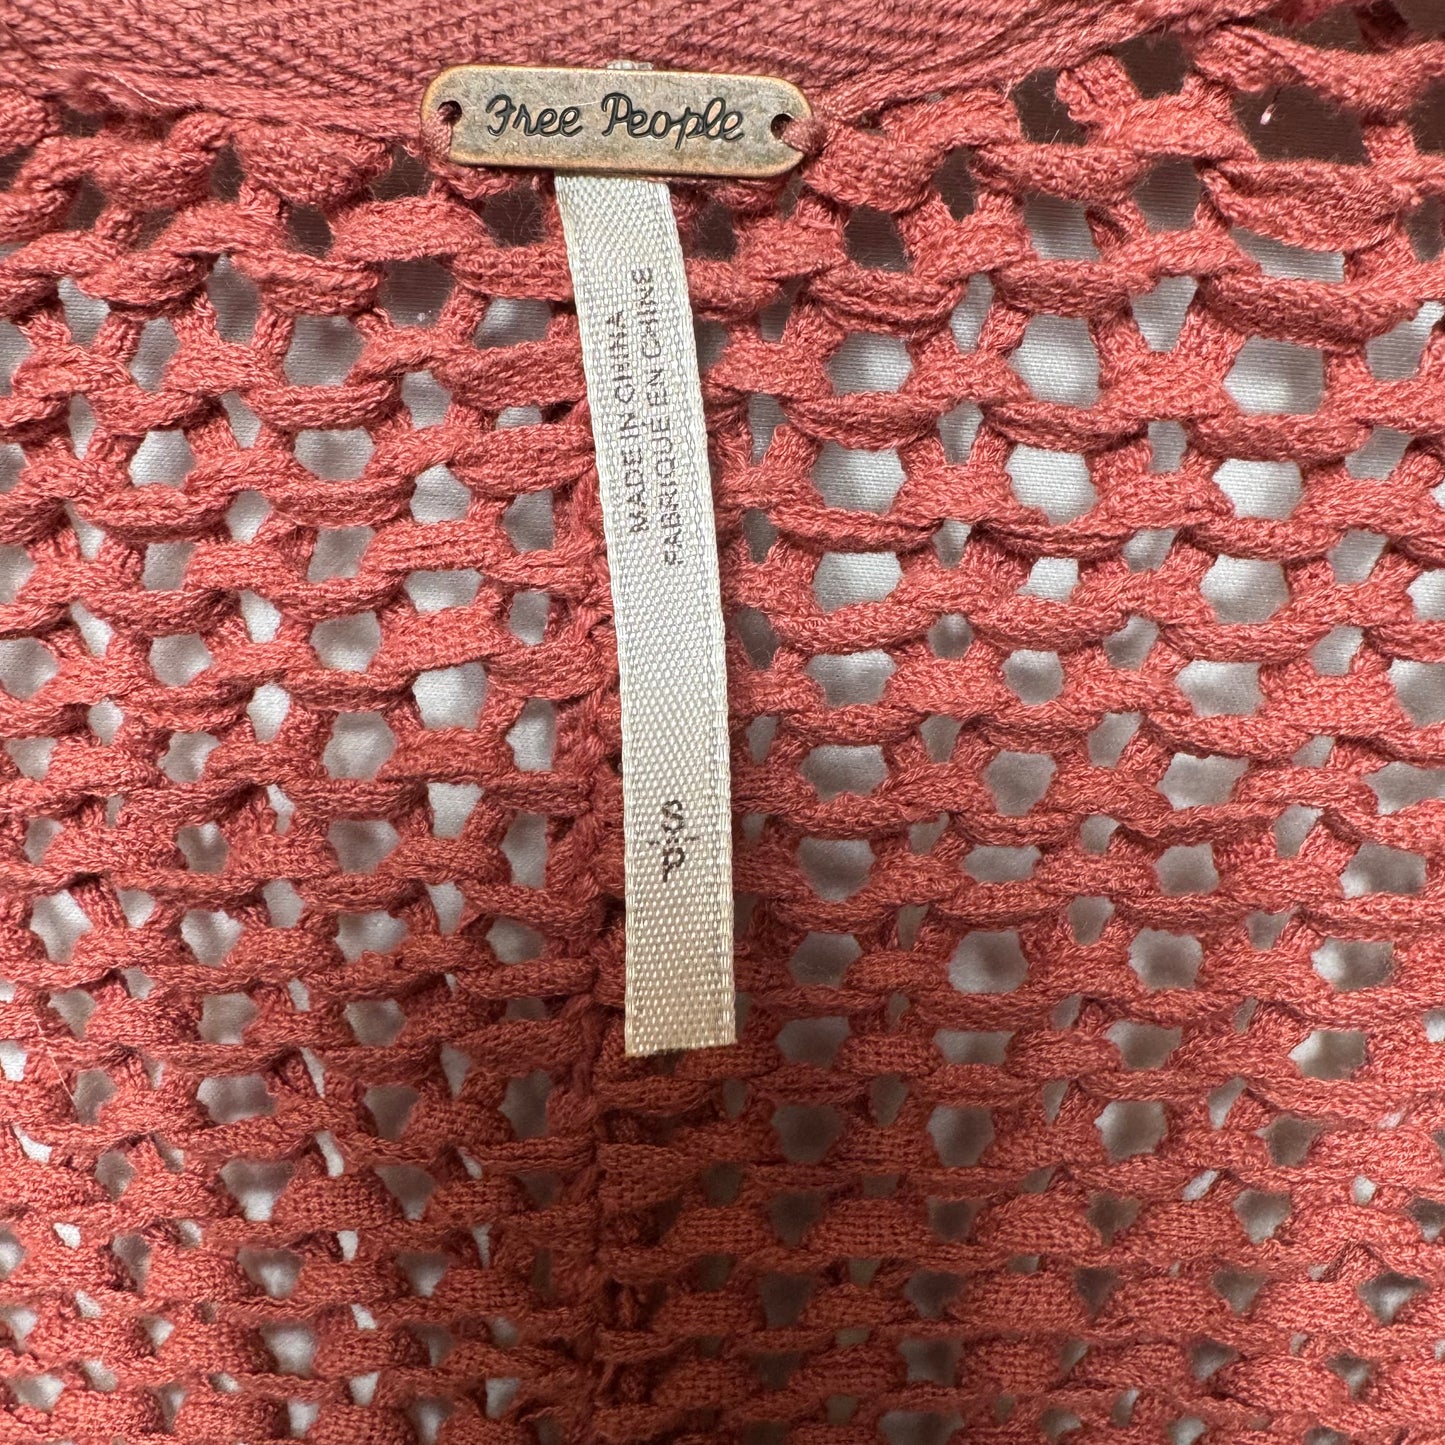 Free People
MADE IN CHINA
FABRIQUÉ EN CHINE
S/P